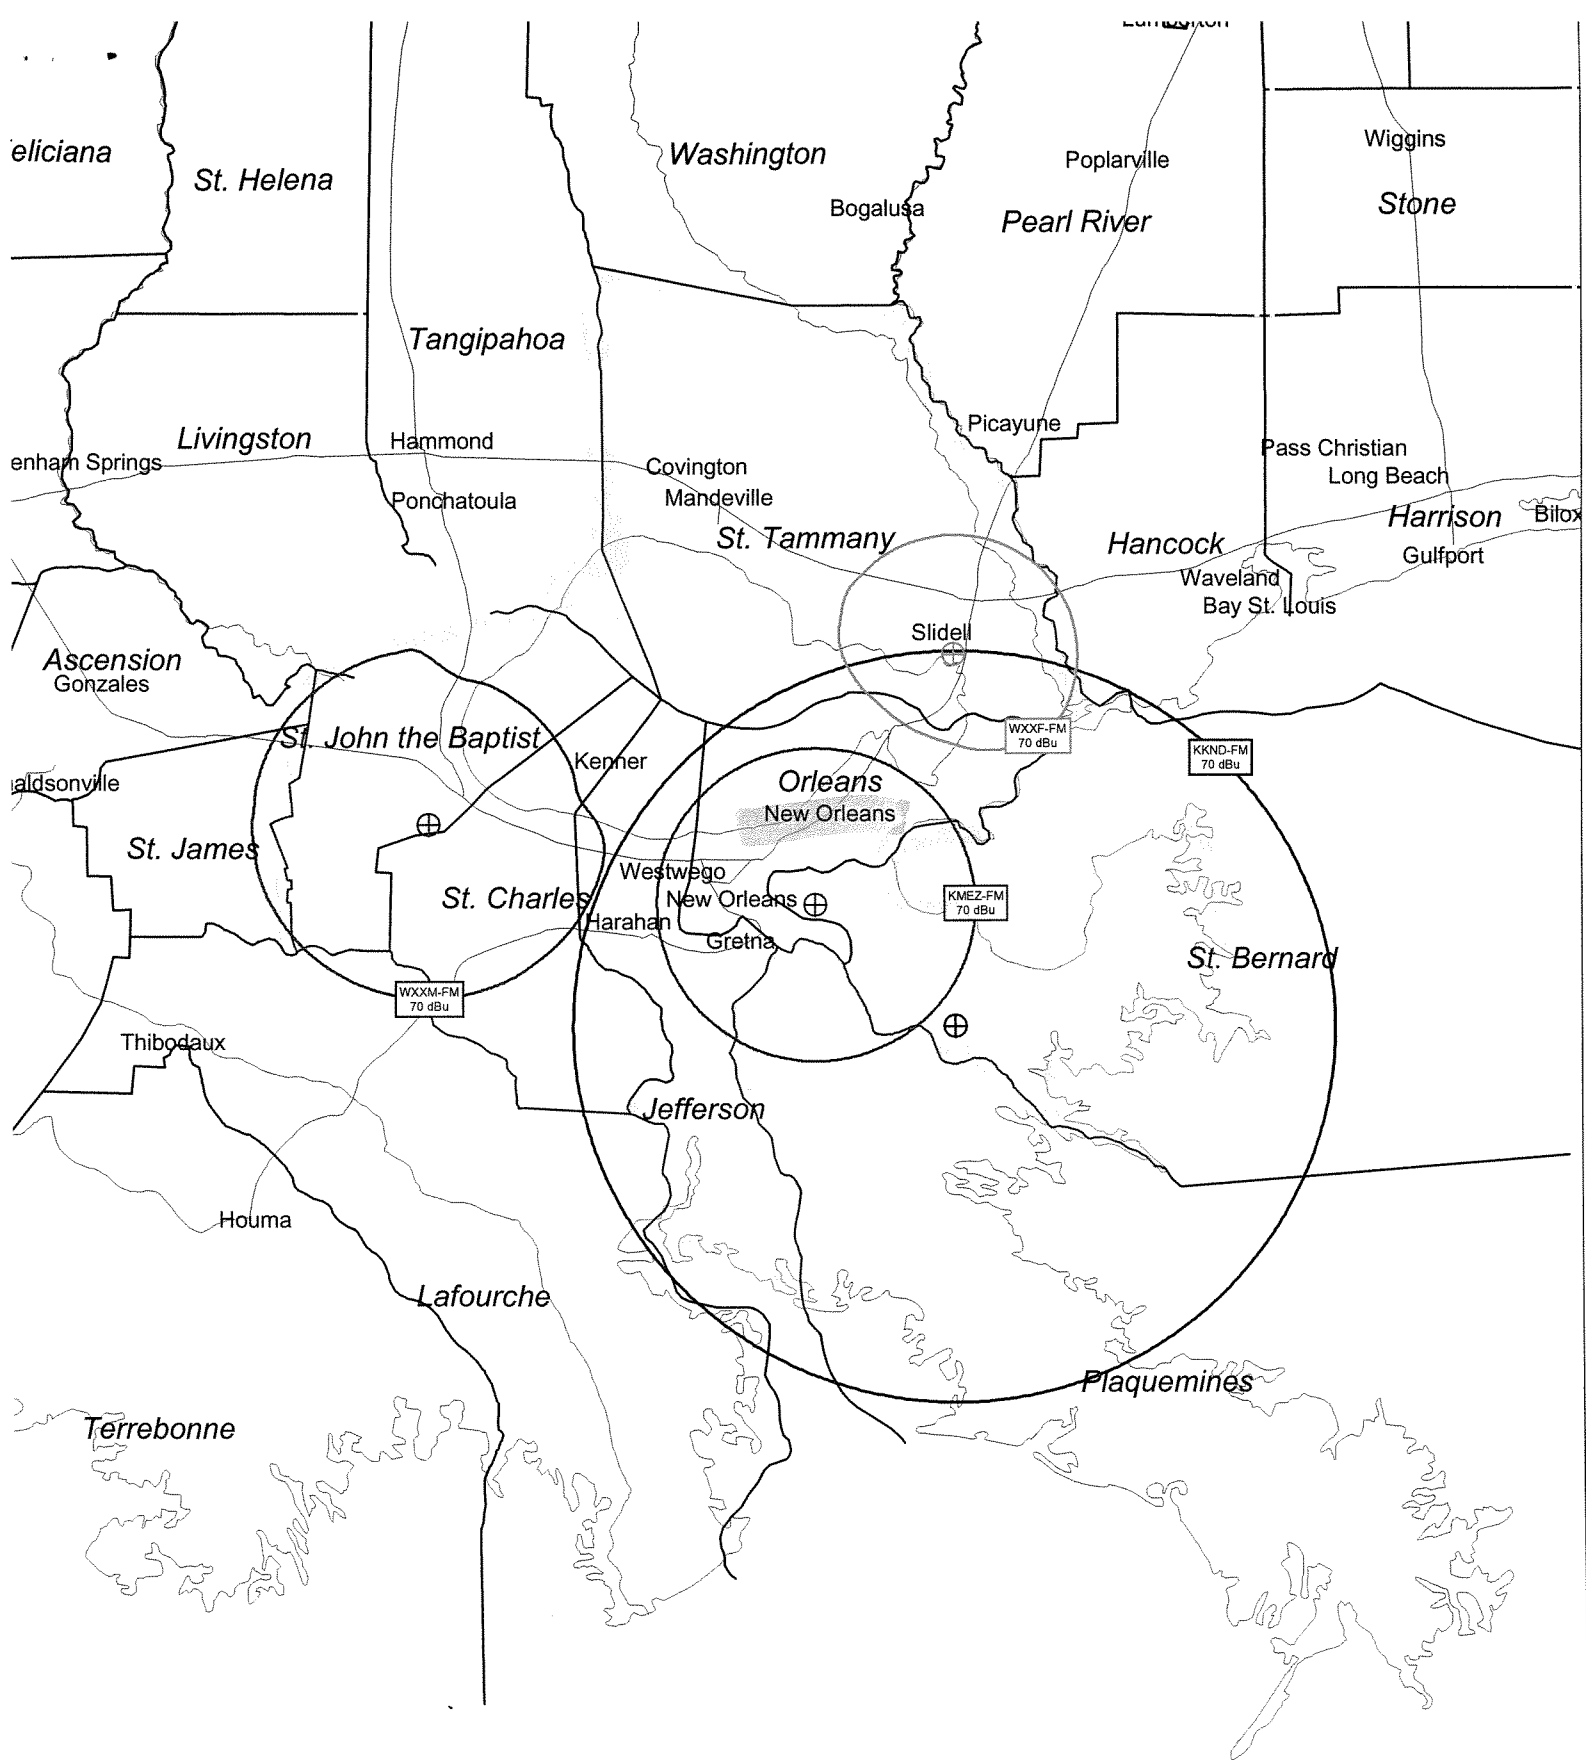 eliciana
St. Helena
Washington
Bogalusa
Poplarville
Pearl River
Wiggins
Stone
Tangipahoa
Livingston
Hammond
enham Springs
Ponchatoula
Covington
Mandeville
St. Tammany
Picayune
Pass Christian
Long Beach
Harrison
Bilox
Gulfport
Hancock
Waveland
Bay St. Louis
Slidell
Ascension
Gonzales
St. John the Baptist
Kenner
WXXF-FM
70 dBu
KKND-FM
70 dBu
aldsonville
Orleans
New Orleans
St. James
Westwego
St. Charles
New Orleans
Harahan
Gretna
KMEZ-FM
70 dBu
St. Bernard
WXXM-FM
70 dBu
Thibodaux
Jefferson
Houma
Lafourche
Plaquemines
Terrebonne